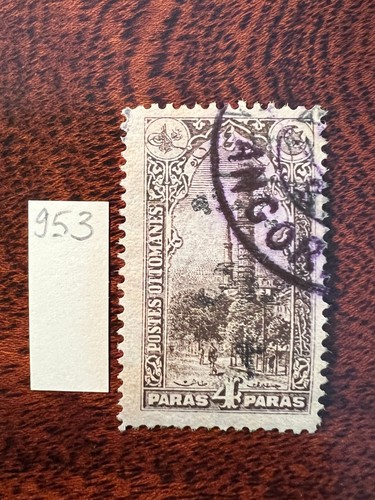 953
ANGOR
POSTES OTTOMANES
PARAS 4 PARAS